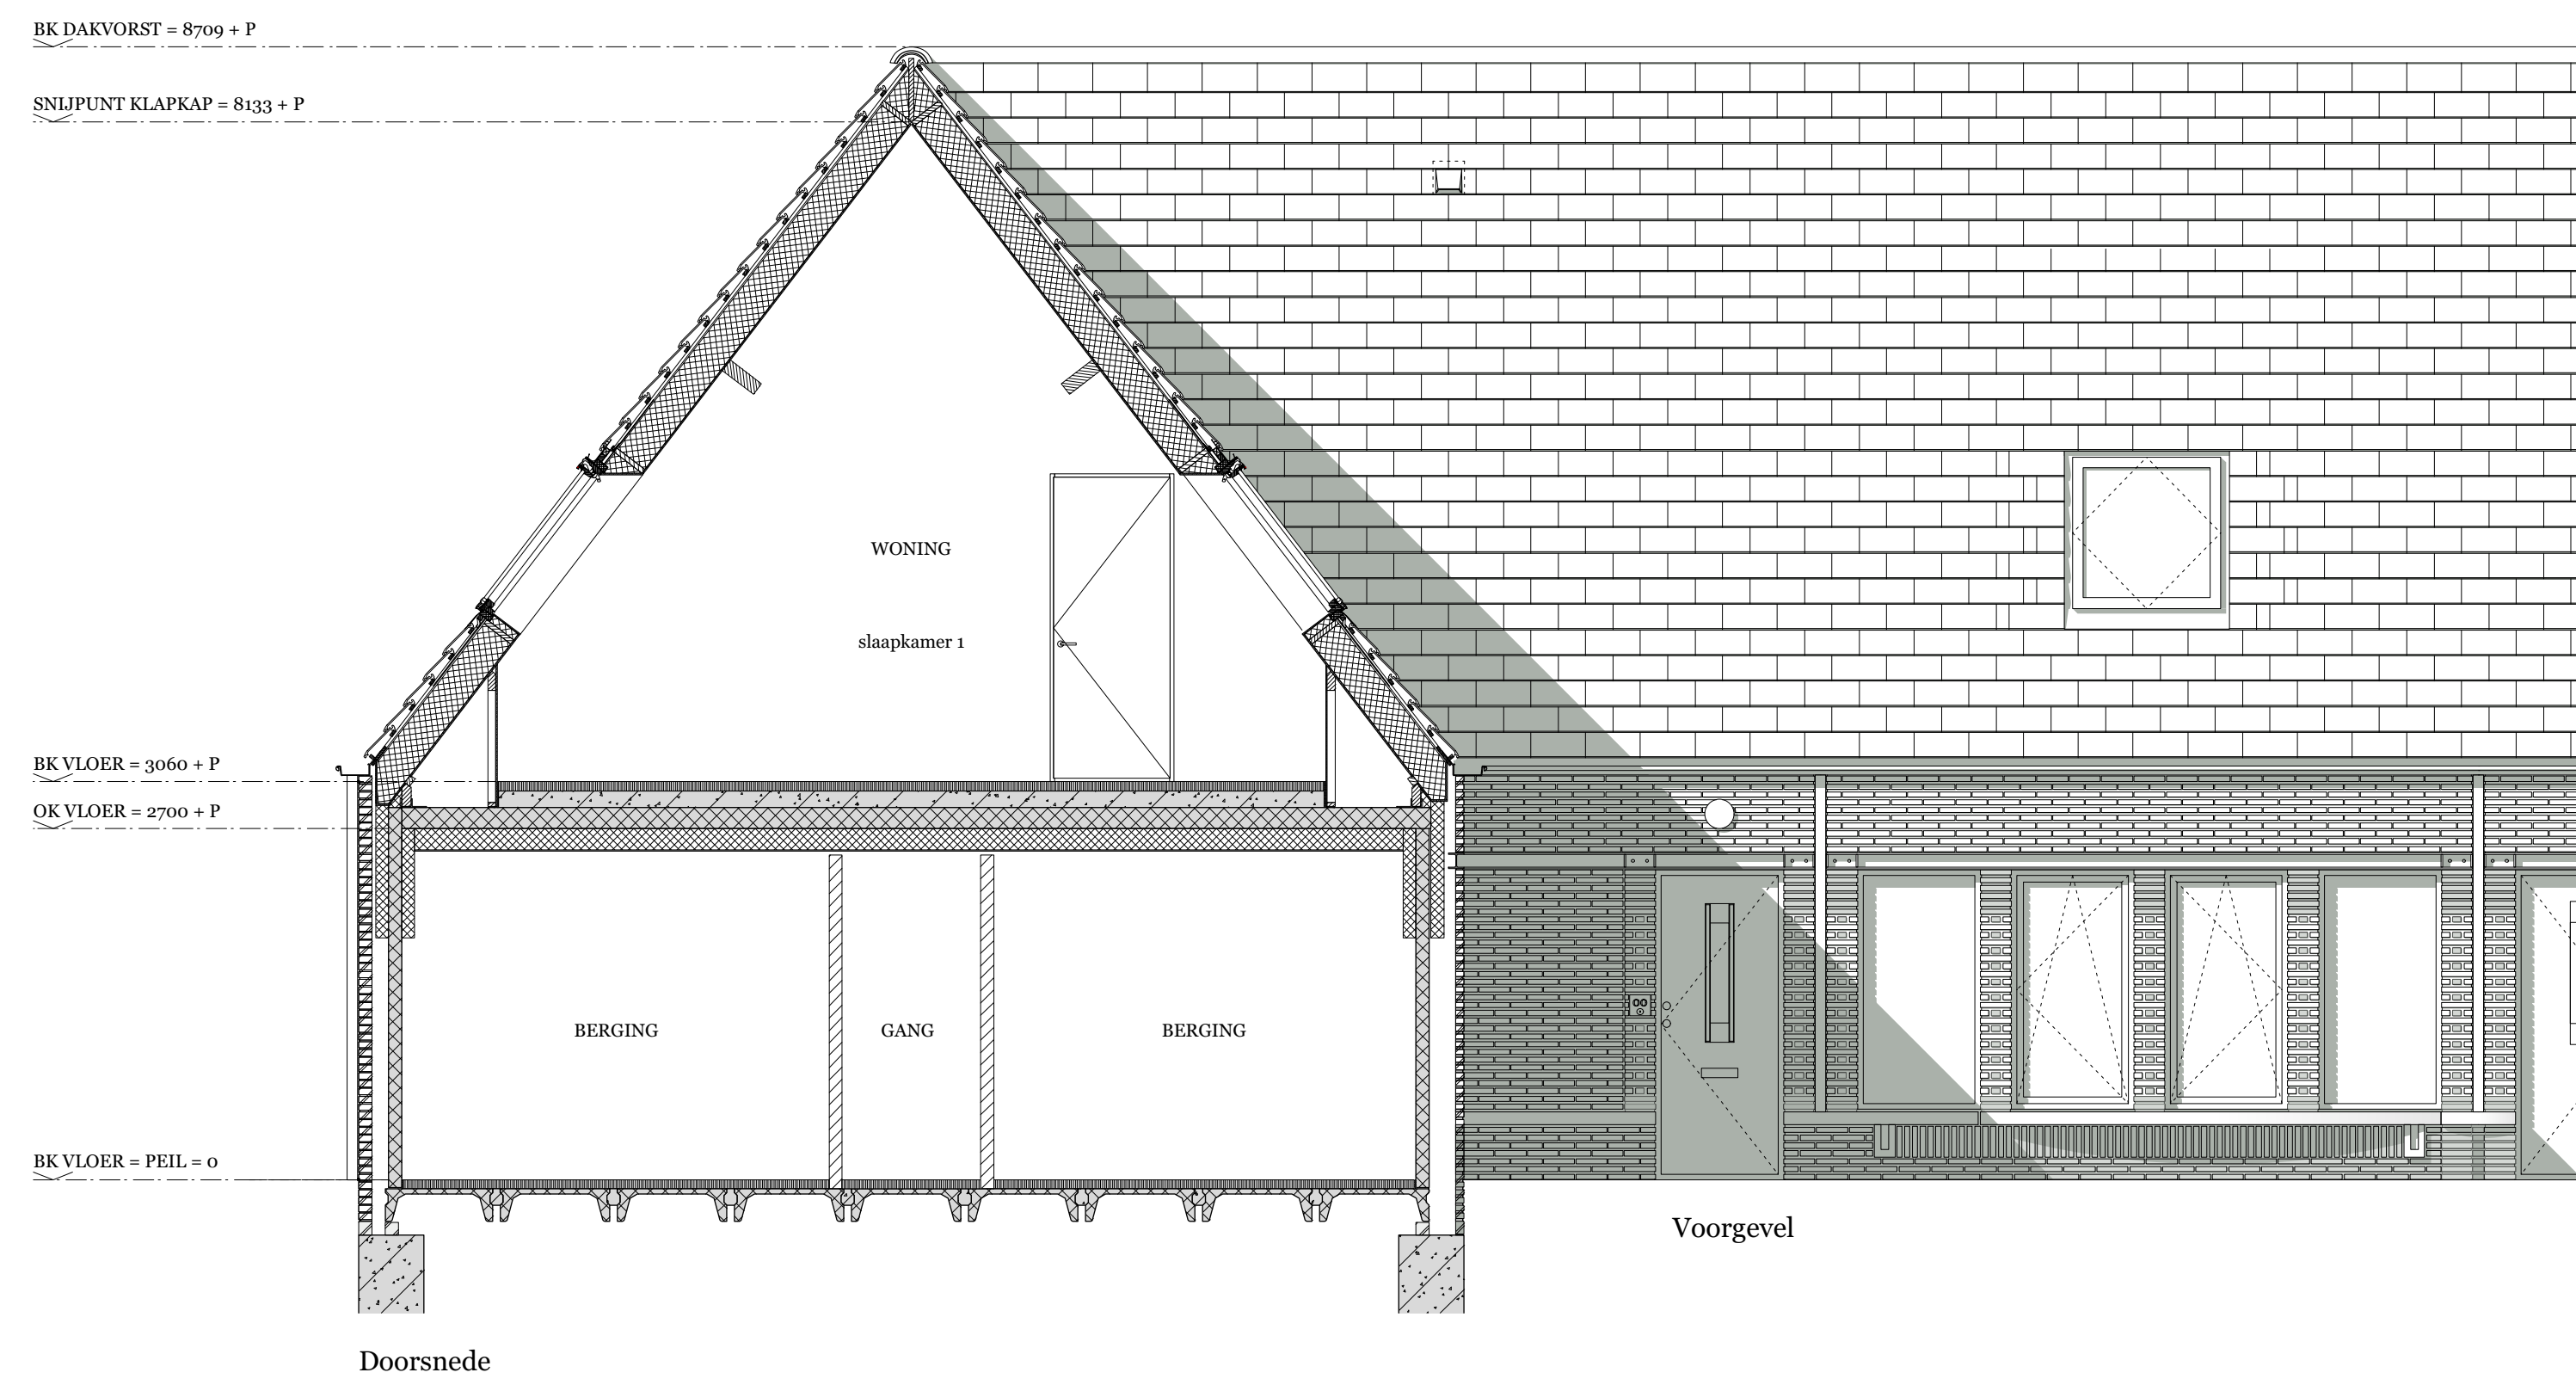 BK DAKVORST = 8709 + P
SNIJPUNT KLAPKAP = 8133 + P
WONING
slaapkamer 1
BK VLOER = 3060 + P
OK VLOER = 2700 + P
BERGING
GANG
BERGING
BK VLOER = PEIL = 0
Voorgevel
Doorsnede